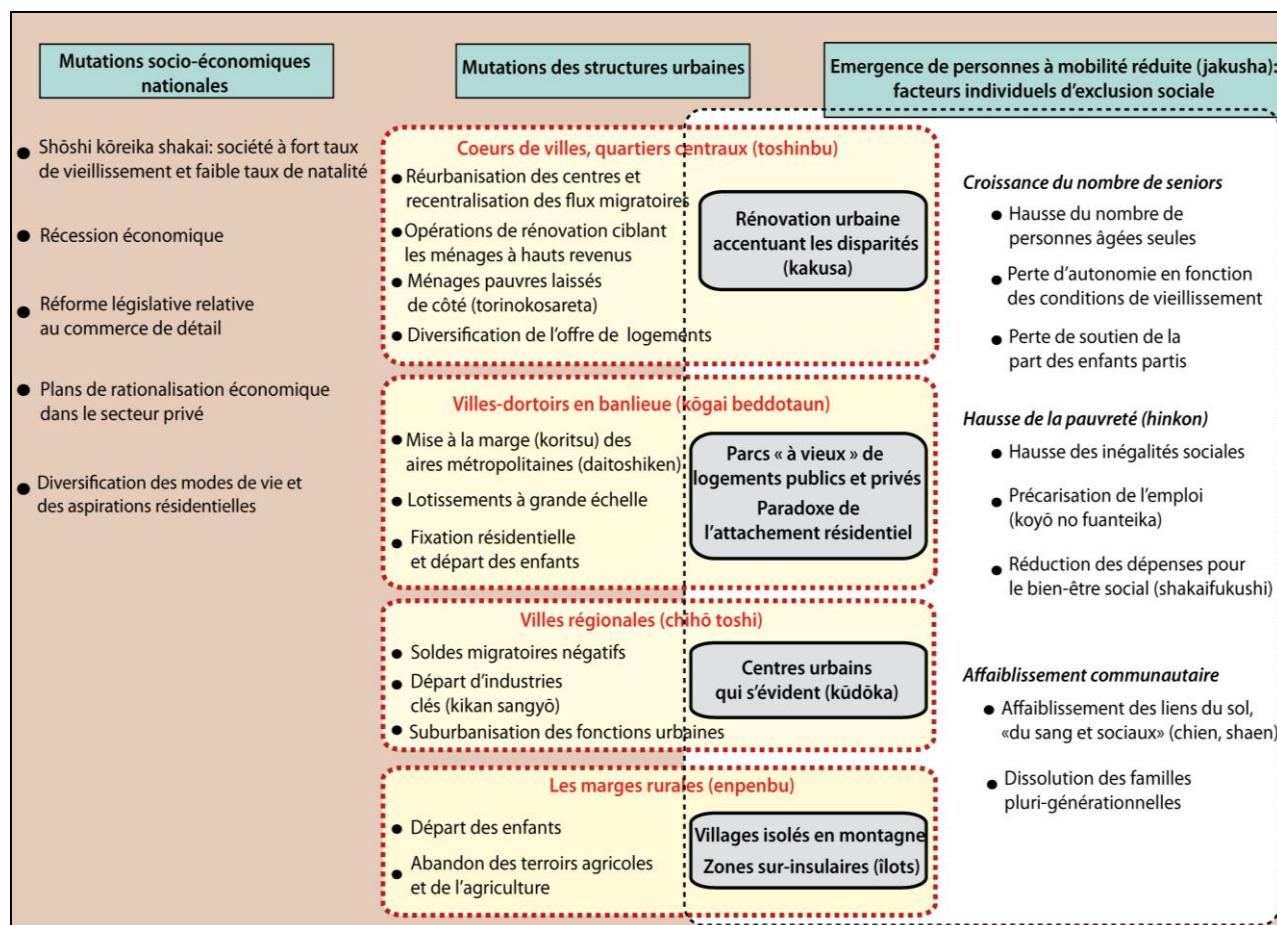 Mutations socio-économiques
nationales
● Shōshi kōreika shakai: société à fort taux
de vieillissement et faible taux de natalité
● Récession économique
● Réforme législative relative
au commerce de détail
● Plans de rationalisation économique
dans le secteur privé
● Diversification des modes de vie et
des aspirations résidentielles
Mutations des structures urbaines
Coeurs de villes, quartiers centraux (toshinbu)
● Réurbanisation des centres et
recentralisation des flux migratoires
● Opérations de rénovation ciblant
les ménages à hauts revenus
● Ménages pauvres laissés
de côté (torinokosareta)
● Diversification de l'offre de logements
Rénovation urbaine
accentuant les disparités
(kakusa)
Villes-dortoirs en banlieue (kōgai beddotaun)
● Mise à la marge (koritsu) des
aires métropolitaines (daitoshiken)
● Lotissements à grande échelle
● Fixation résidentielle
et départ des enfants
Parcs « à vieux » de
logements publics et privés
Paradoxe de
l'attachement résidentiel
Villes régionales (chihō toshi)
● Soldes migratoires négatifs
● Départ d'industries
clés (kikan sangyō)
● Suburbanisation des fonctions urbaines
Centres urbains
qui s'évident (kūdōka)
Les marges rurales (enpenbu)
● Départ des enfants
● Abandon des terroirs agricoles
et de l'agriculture
Villages isolés en montagne
Zones sur-insulaires (îlots)
Emergence de personnes à mobilité réduite (jakusha):
facteurs individuels d'exclusion sociale
Croissance du nombre de seniors
● Hausse du nombre de
personnes âgées seules
● Perte d'autonomie en fonction
des conditions de vieillissement
● Perte de soutien de la
part des enfants partis
Hausse de la pauvreté (hinkon)
● Hausse des inégalités sociales
● Précarisation de l'emploi
(koyō no fuanteika)
● Réduction des dépenses pour
le bien-être social (shakaifukushi)
Affaiblissement communautaire
● Affaiblissement des liens du sol,
«du sang et sociaux» (chien, shaen)
● Dissolution des familles
pluri-générationnelles